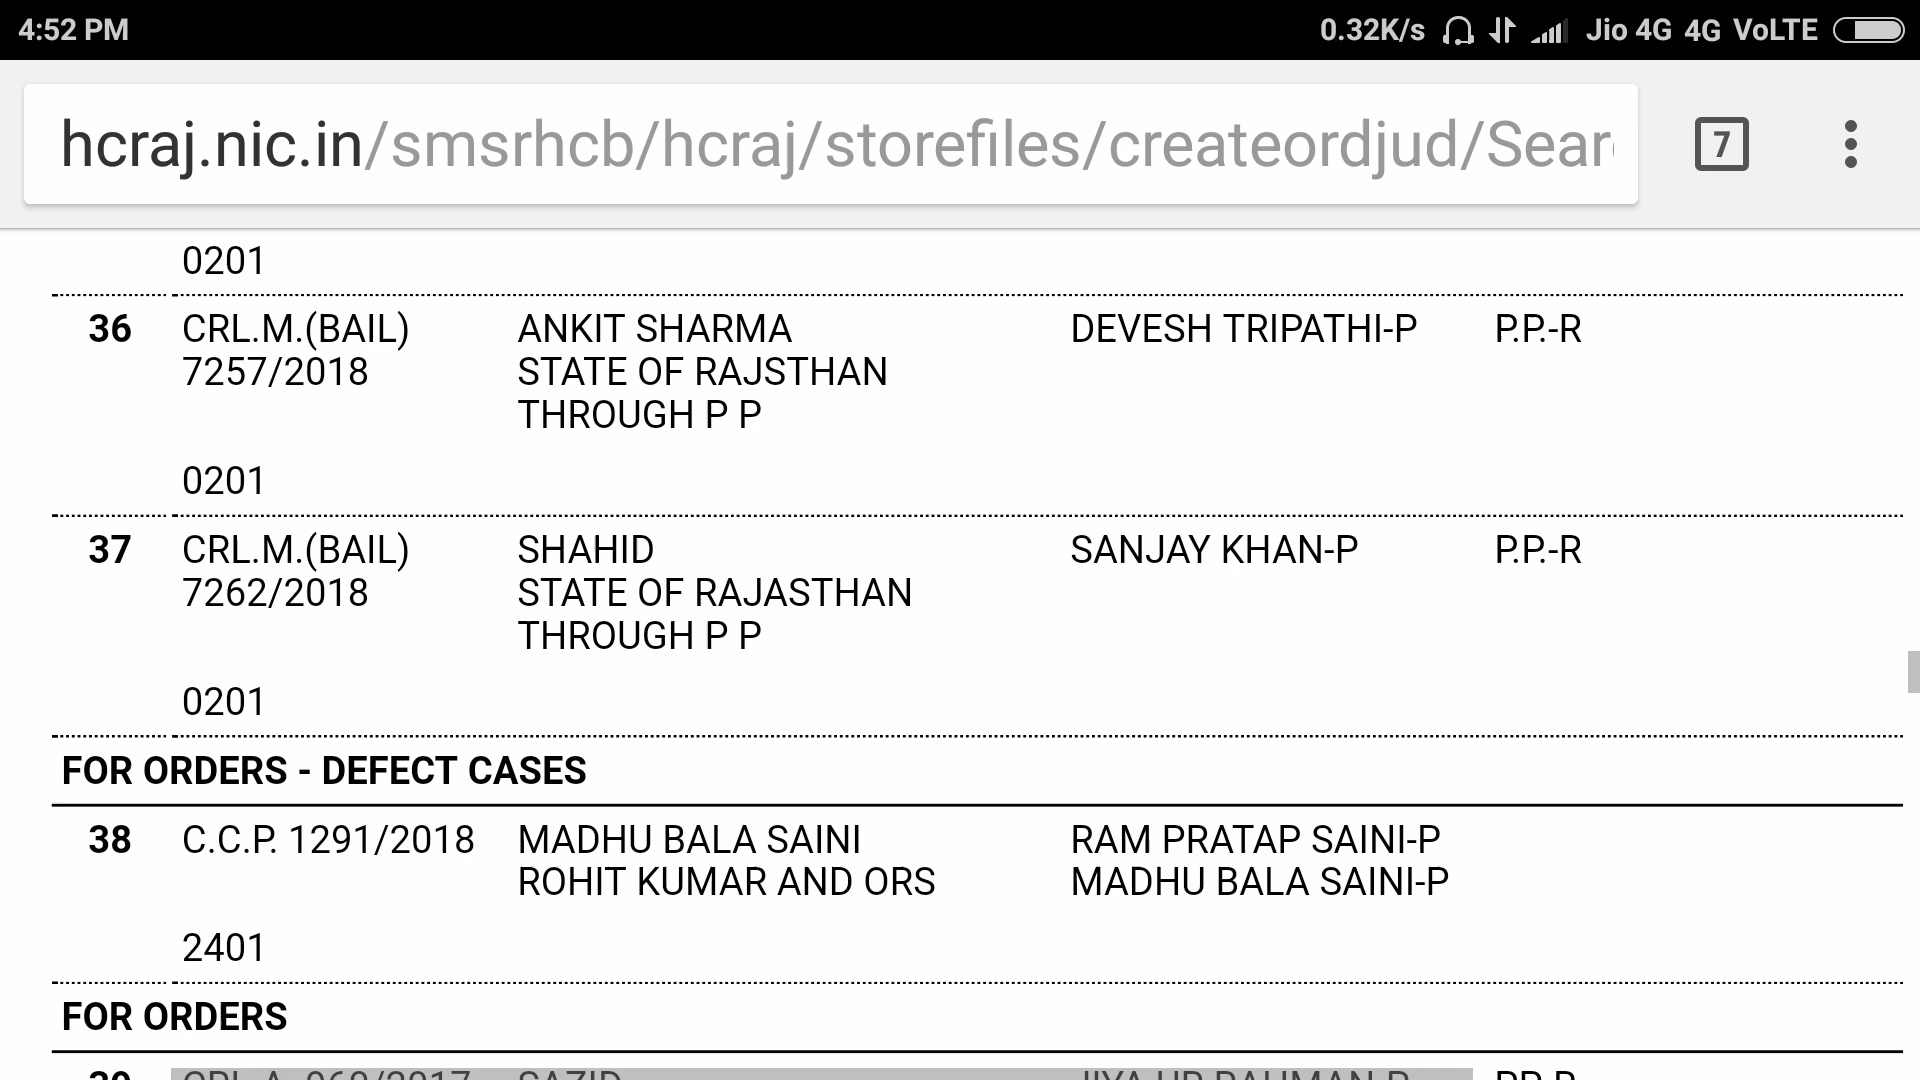 4:52 PM 0.32K/s Jio 4G 4G VoLTE
hcraj.nic.in/smsrhcb/hcraj/storefiles/createordjud/Sear
7
0201
36 CRL.M.(BAIL) ANKIT SHARMA DEVESH TRIPATHI-P P.P.-R
7257/2018 STATE OF RAJSTHAN
THROUGH P P
0201
37 CRL.M.(BAIL) SHAHID SANJAY KHAN-P P.P.-R
7262/2018 STATE OF RAJASTHAN
THROUGH P P
0201
FOR ORDERS - DEFECT CASES
38 C.C.P. 1291/2018 MADHU BALA SAINI RAM PRATAP SAINI-P
ROHIT KUMAR AND ORS MADHU BALA SAINI-P
2401
FOR ORDERS